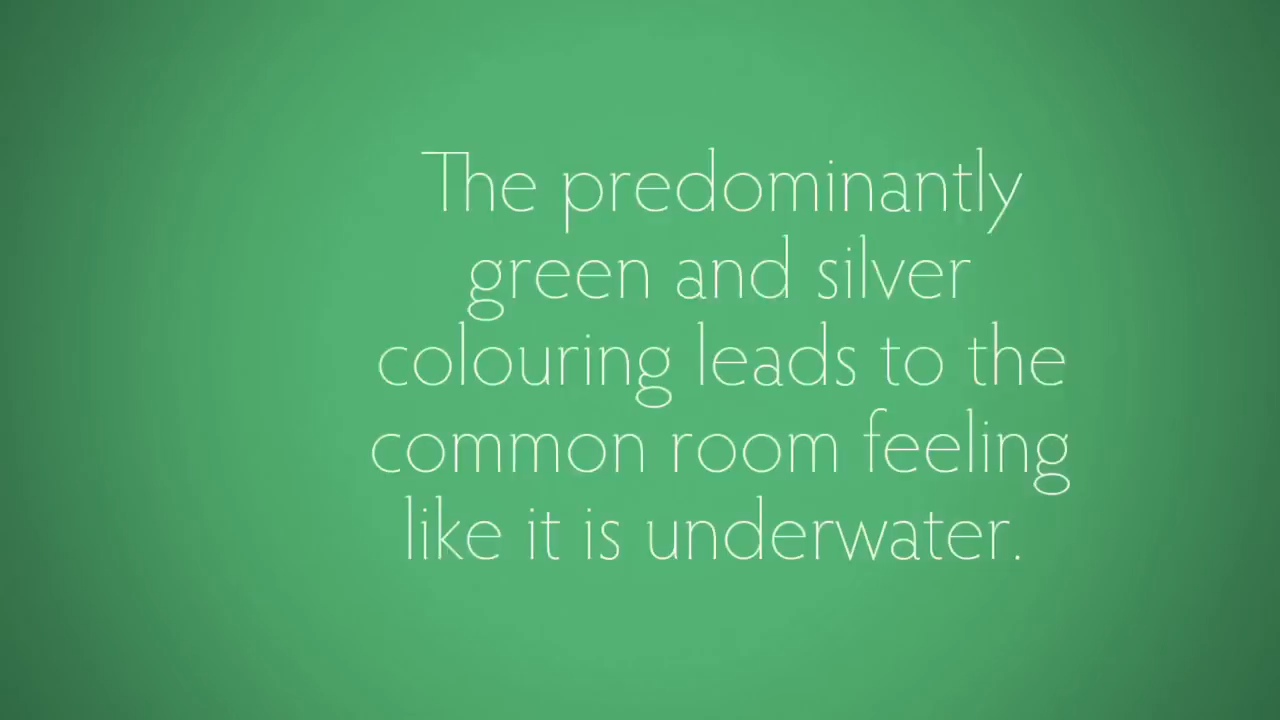 The predominantly
green and silver
colouring leads to the
common room feeling
like it is underwater.